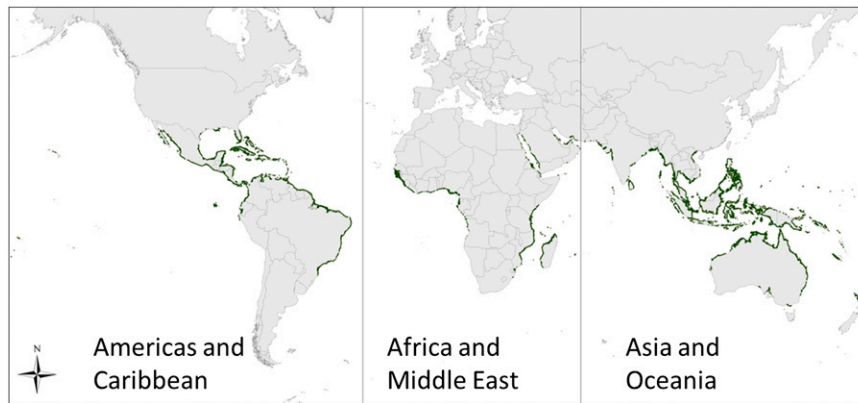 N
Americas and
Caribbean
Africa and
Middle East
Asia and
Oceania